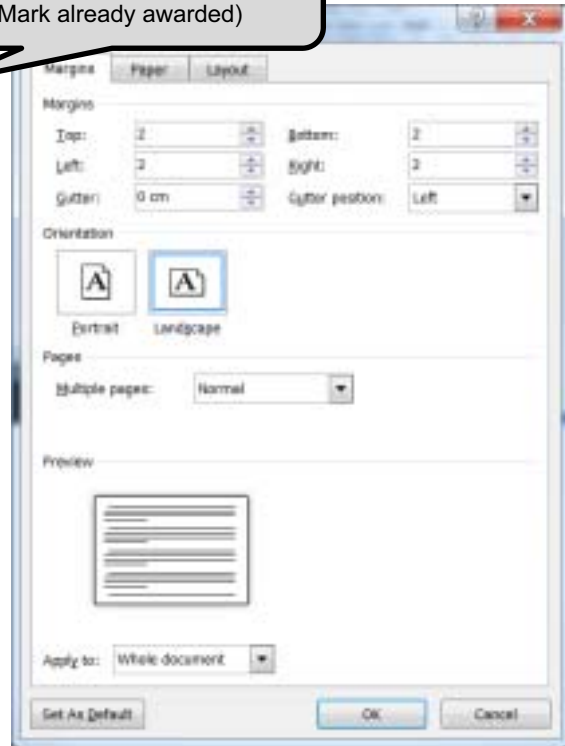 Mark already awarded)
Margins Paper Layout
Margins
Top: 2 Bottom: 2
Left: 2 Right: 2
Gutter: 0 cm Gutter position: Left
Orientation
A A
Portrait Landscape
Pages
Multiple pages: Normal
Preview
Apply to: Whole document
Set As Default OK Cancel